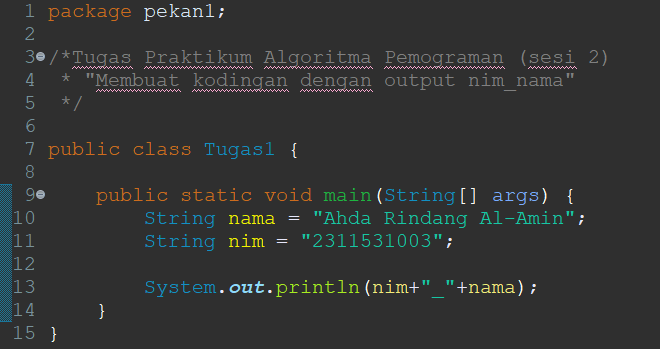 1 package pekan1;
2
3 /*Tugas Praktikum Algoritma Pemograman (sesi 2)
4  * "Membuat kodingan dengan output nim_nama"
5  */
6
7 public class Tugas1 {
8
9     public static void main(String[] args) {
10         String nama = "Ahda Rindang Al-Amin";
11         String nim = "2311531003";
12
13         System.out.println(nim+"_"+nama);
14     }
15 }